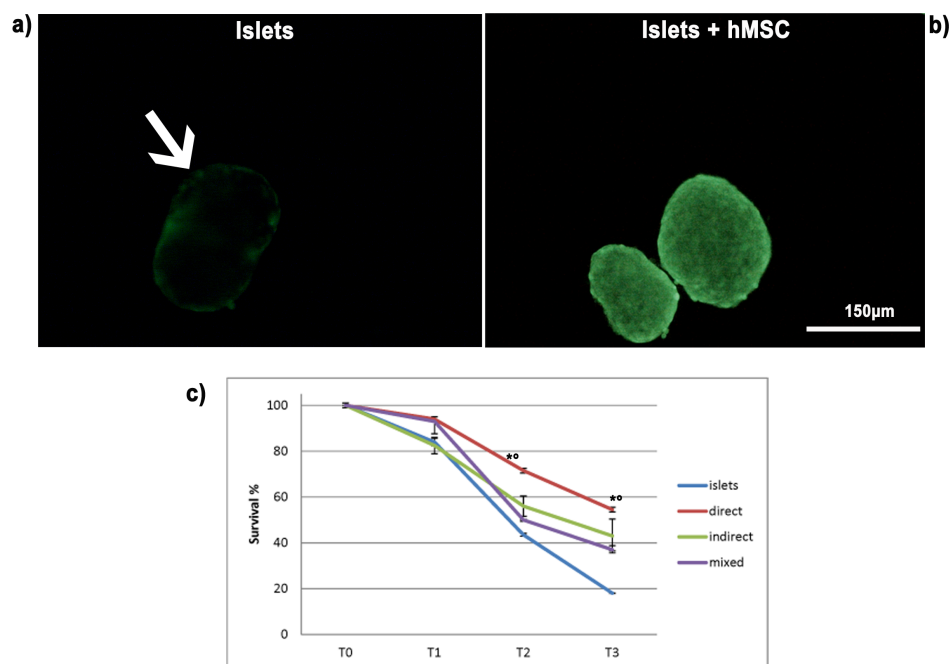 a)
Islets
Islets + hMSC
b)
150µm
c)
100
80
60
40
20
0
Survival %
*°
*°
T0
T1
T2
T3
islets
direct
indirect
mixed